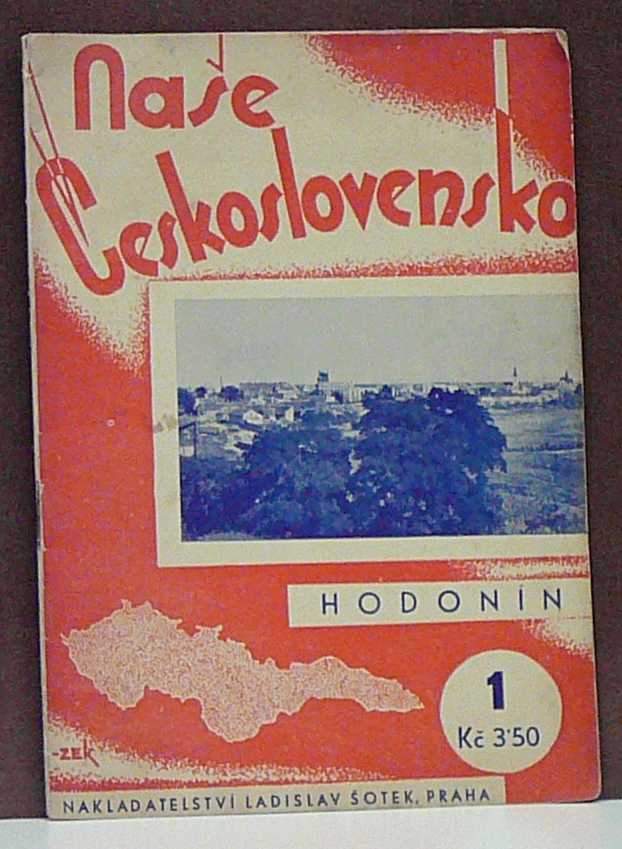 Naše
Československo
HODONÍN
1
Kč 3'50
-ZEK
NAKLADATELSTVÍ LADISLAV ŠOTEK, PRAHA